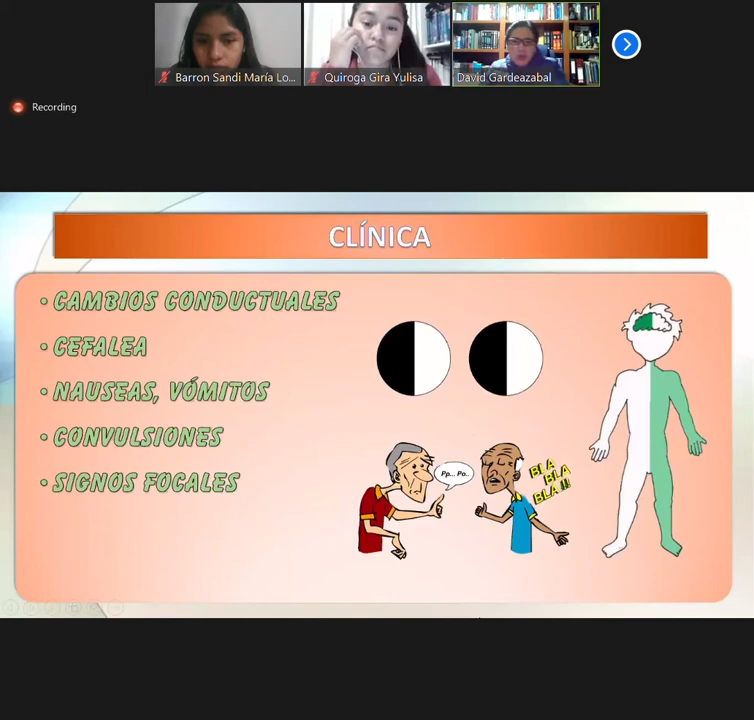 Barron Sandi María Lo...
Quiroga Gira Yulisa
David Gardeazabal
Recording
CLÍNICA
• CAMBIOS CONDUCTUALES
• CEFALEA
• NAUSEAS, VÓMITOS
• CONVULSIONES
• SIGNOS FOCALES
Pp... Po..
BLA
BLA
BLA!!!